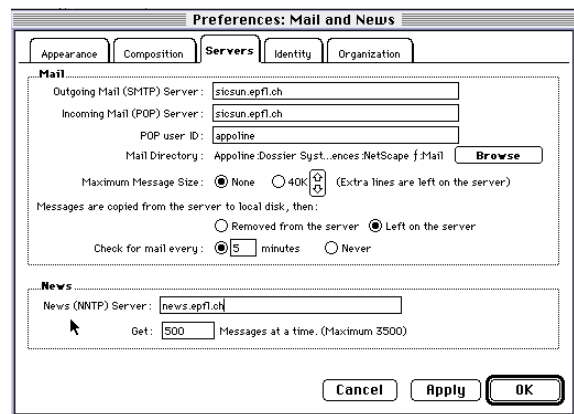 Preferences: Mail and News
Appearance Composition Servers Identity Organization
Mail
Outgoing Mail (SMTP) Server: sicsun.epfl.ch
Incoming Mail (POP) Server: sicsun.epfl.ch
POP user ID: appoline
Mail Directory: Appoline:Dossier Syst...ences:NetScape ƒ:Mail Browse
Maximum Message Size: None 40K (Extra lines are left on the server)
Messages are copied from the server to local disk, then:
Removed from the server Left on the server
Check for mail every: 5 minutes Never
News
News (NNTP) Server: news.epfl.ch
Get: 500 Messages at a time. (Maximum 3500)
Cancel Apply OK